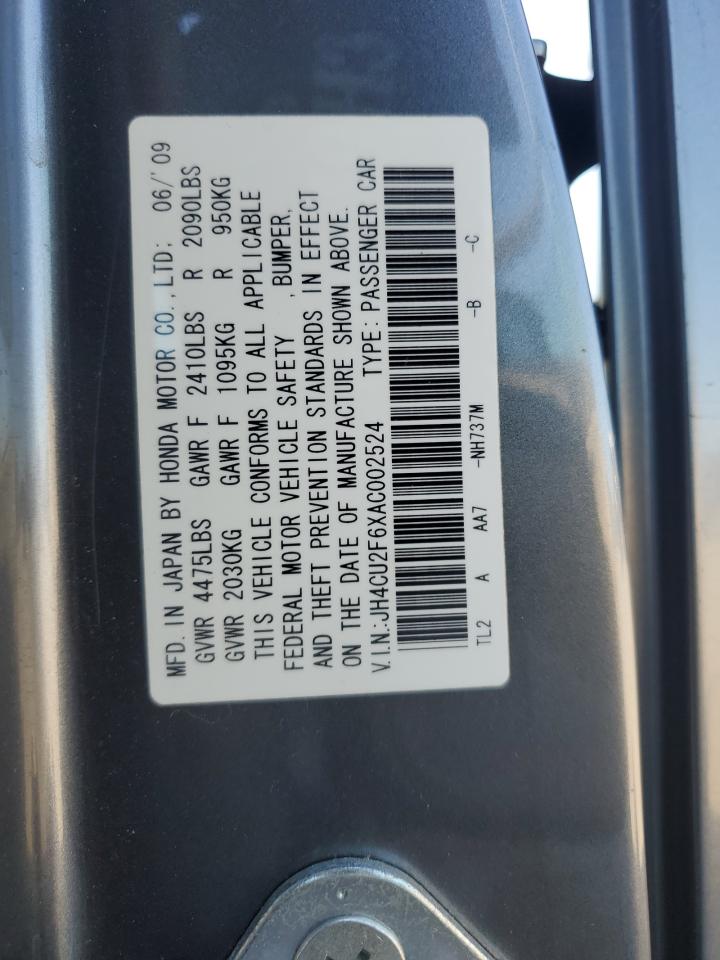 MFD. IN JAPAN BY HONDA MOTOR CO.,LTD; 06/'09
GVWR 4475LBS GAWR F 2410LBS R 2090LBS
GVWR 2030KG GAWR F 1095KG R 950KG
THIS VEHICLE CONFORMS TO ALL APPLICABLE
FEDERAL MOTOR VEHICLE SAFETY ,BUMPER,
AND THEFT PREVENTION STANDARDS IN EFFECT
ON THE DATE OF MANUFACTURE SHOWN ABOVE.
V.I.N.:JH4CU2F6XAC002524 TYPE: PASSENGER CAR
TL2 A AA7 -NH737M -B -C